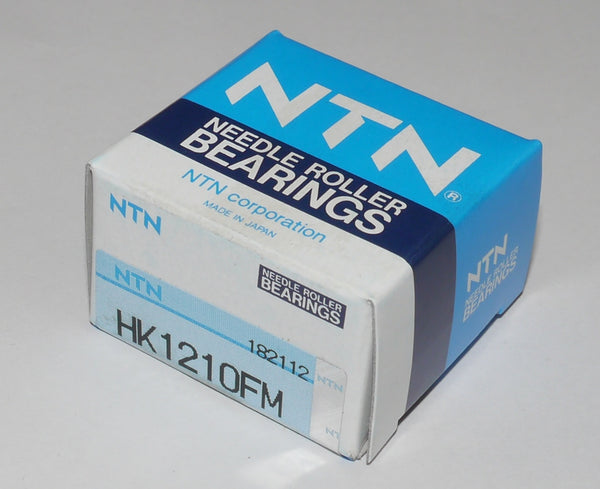 NTN®
NEEDLE ROLLER
BEARINGS
NTN corporation
MADE IN JAPAN
NTN
NEEDLE ROLLER
BEARINGS
NTN
NTN
NEEDLE ROLLER
BEARINGS
182112
HK1210FM
NTN